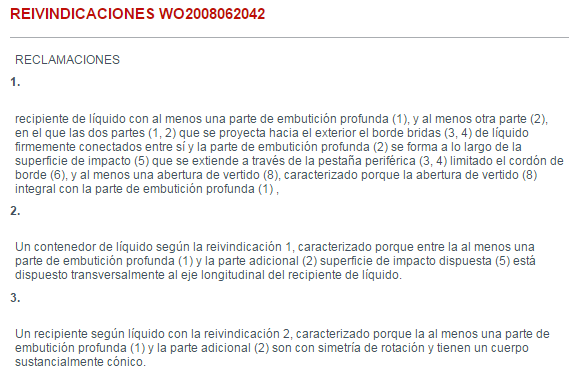 REIVINDICACIONES WO2008062042
RECLAMACIONES
1.
recipiente de líquido con al menos una parte de embutición profunda (1), y al menos otra parte (2),
en el que las dos partes (1, 2) que se proyecta hacia el exterior el borde bridas (3, 4) de líquido
firmemente conectados entre sí y la parte de embutición profunda (2) se forma a lo largo de la
superficie de impacto (5) que se extiende a través de la pestaña periférica (3, 4) limitado el cordón de
borde (6), y al menos una abertura de vertido (8), caracterizado porque la abertura de vertido (8)
integral con la parte de embutición profunda (1) ,
2.
Un contenedor de líquido según la reivindicación 1, caracterizado porque entre la al menos una
parte de embutición profunda (1) y la parte adicional (2) superficie de impacto dispuesta (5) está
dispuesto transversalmente al eje longitudinal del recipiente de líquido.
3.
Un recipiente según líquido con la reivindicación 2, caracterizado porque la al menos una parte de
embutición profunda (1) y la parte adicional (2) son con simetría de rotación y tienen un cuerpo
sustancialmente cónico.